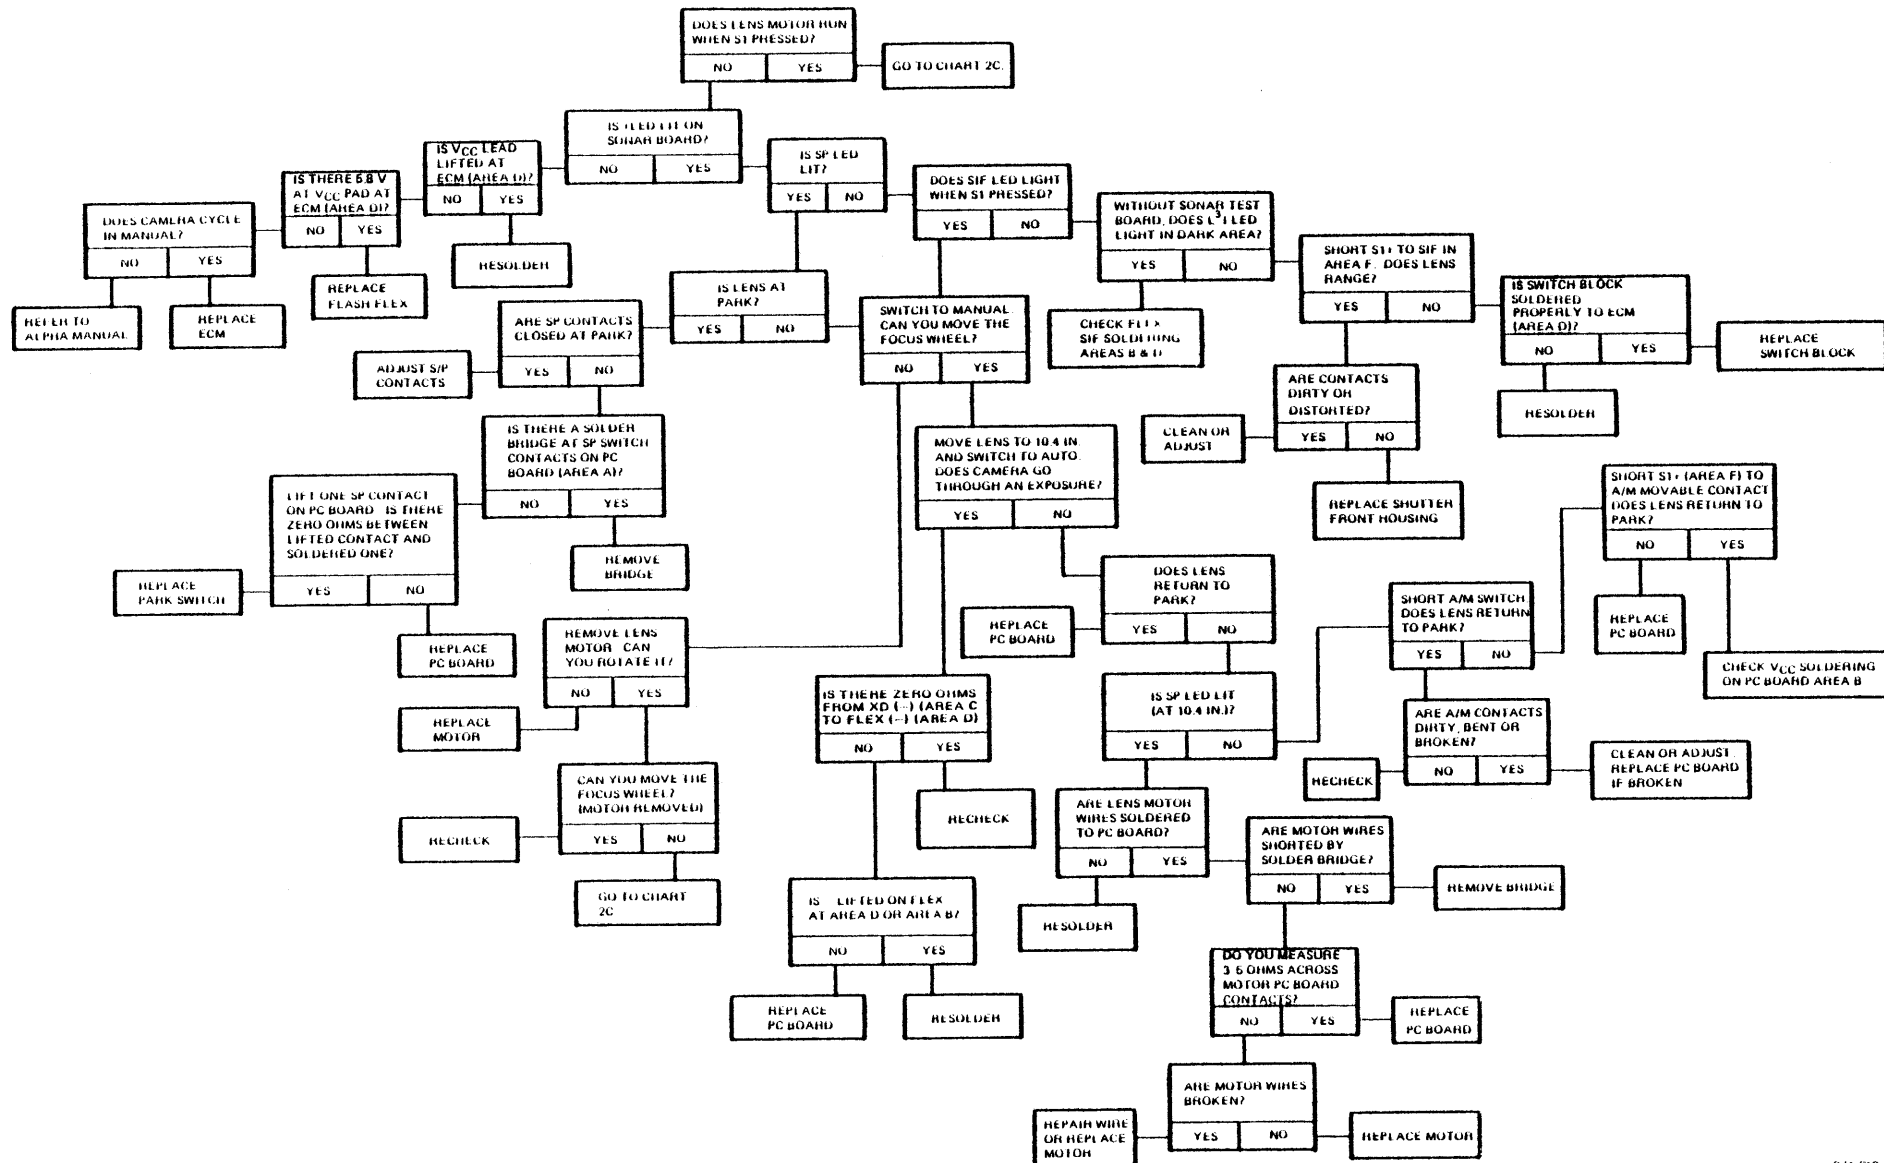 DOES LENS MOTOR RUN
WHEN S1 PRESSED?
NO YES
GO TO CHART 2C.
IS +LED LIT ON
SONAR BOARD?
NO YES
IS VCC LEAD
LIFTED AT
ECM (AREA D)?
NO YES
RESOLDER
IS THERE 6.8 V
AT VCC PAD AT
ECM (AREA D)?
NO YES
REPLACE
FLASH FLEX
DOES CAMERA CYCLE
IN MANUAL?
NO YES
REFER TO
ALPHA MANUAL
REPLACE
ECM
IS SP LED
LIT?
YES NO
IS LENS AT
PARK?
YES NO
ARE SP CONTACTS
CLOSED AT PARK?
YES NO
ADJUST S/P
CONTACTS
IS THERE A SOLDER
BRIDGE AT SP SWITCH
CONTACTS ON PC
BOARD (AREA A)?
NO YES
REMOVE
BRIDGE
LIFT ONE SP CONTACT
ON PC BOARD IS THERE
ZERO OHMS BETWEEN
LIFTED CONTACT AND
SOLDERED ONE?
YES NO
REPLACE
PARK SWITCH
REPLACE
PC BOARD
DOES SIF LED LIGHT
WHEN S1 PRESSED?
YES NO
SWITCH TO MANUAL
CAN YOU MOVE THE
FOCUS WHEEL?
NO YES
REMOVE LENS
MOTOR CAN
YOU ROTATE IT?
NO YES
REPLACE
MOTOR
CAN YOU MOVE THE
FOCUS WHEEL?
(MOTOR REMOVED)
YES NO
RECHECK
GO TO CHART
2C
MOVE LENS TO 10.4 IN.
AND SWITCH TO AUTO.
DOES CAMERA GO
THROUGH AN EXPOSURE?
YES NO
IS THERE ZERO OHMS
FROM XD (--) (AREA C
TO FLEX (--) (AREA D)
NO YES
RECHECK
IS -- LIFTED ON FLEX
AT AREA D OR AREA B?
NO YES
REPLACE
PC BOARD
RESOLDER
DOES LENS
RETURN TO
PARK?
YES NO
REPLACE
PC BOARD
IS SP LED LIT
(AT 10.4 IN.)?
YES NO
ARE LENS MOTOR
WIRES SOLDERED
TO PC BOARD?
NO YES
RESOLDER
ARE MOTOR WIRES
SHORTED BY
SOLDER BRIDGE?
NO YES
REMOVE BRIDGE
DO YOU MEASURE
3-6 OHMS ACROSS
MOTOR PC BOARD
CONTACTS?
NO YES
REPLACE
PC BOARD
ARE MOTOR WIRES
BROKEN?
YES NO
REPAIR WIRE
OR REPLACE
MOTOR
REPLACE MOTOR
WITHOUT SONAR TEST
BOARD, DOES L3I LED
LIGHT IN DARK AREA?
YES NO
CHECK FLEX
SIF SOLDERING
AREAS B & D
SHORT S1+ TO SIF IN
AREA F. DOES LENS
RANGE?
YES NO
ARE CONTACTS
DIRTY OR
DISTORTED?
YES NO
CLEAN OR
ADJUST
REPLACE SHUTTER
FRONT HOUSING
IS SWITCH BLOCK
SOLDERED
PROPERLY TO ECM
(AREA D)?
NO YES
RESOLDER
REPLACE
SWITCH BLOCK
SHORT A/M SWITCH
DOES LENS RETURN
TO PARK?
YES NO
ARE A/M CONTACTS
DIRTY, BENT OR
BROKEN?
NO YES
RECHECK
CLEAN OR ADJUST
REPLACE PC BOARD
IF BROKEN
SHORT S1+ (AREA F) TO
A/M MOVABLE CONTACT
DOES LENS RETURN TO
PARK?
NO YES
REPLACE
PC BOARD
CHECK VCC SOLDERING
ON PC BOARD AREA B